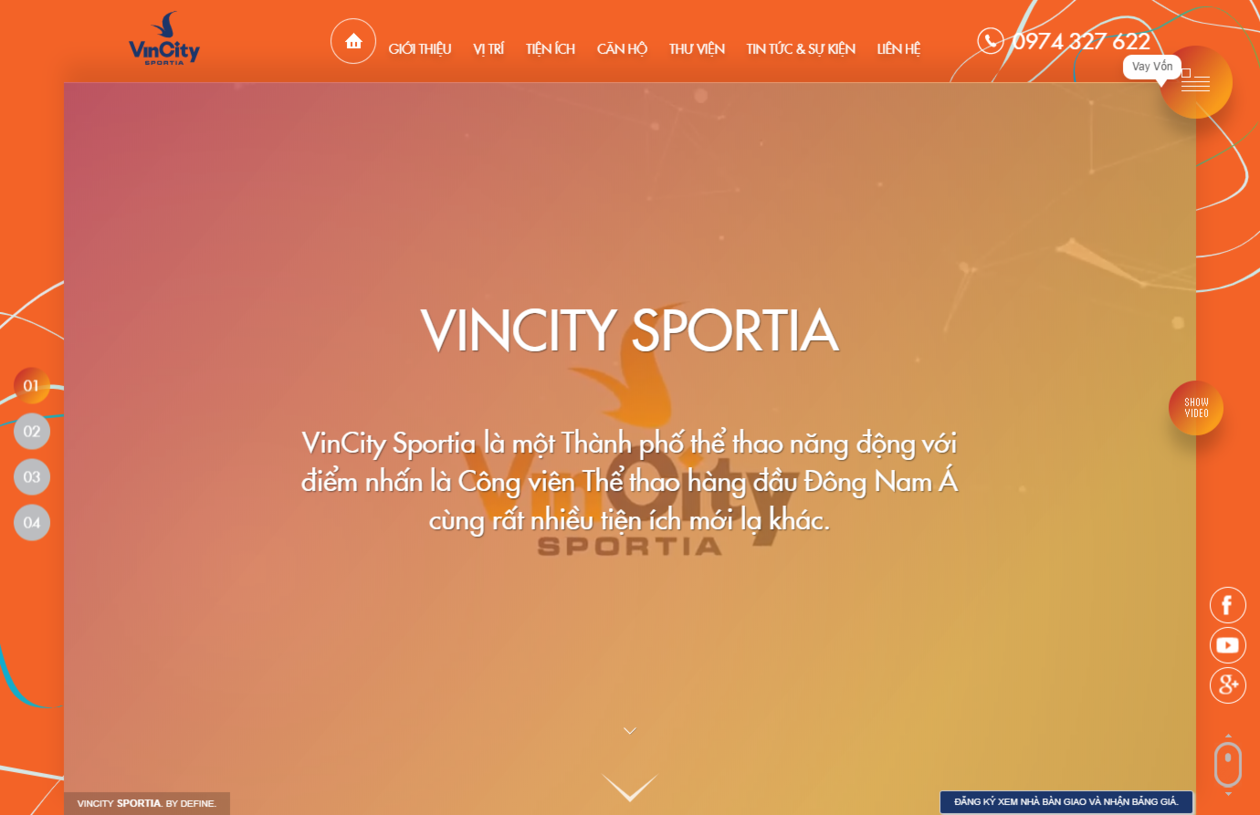 VinCity
SPORTIA
GIỚI THIỆU
VỊ TRÍ
TIỆN ÍCH
CĂN HỘ
THƯ VIỆN
TIN TỨC & SỰ KIỆN
LIÊN HỆ
0974 327 622
Vay Vốn
VINCITY SPORTIA
01
02
03
04
SHOW
VIDEO
VinCity Sportia là một Thành phố thể thao năng động với
điểm nhấn là Công viên Thể thao hàng đầu Đông Nam Á
cùng rất nhiều tiện ích mới lạ khác.
VinCity
SPORTIA
VINCITY SPORTIA. BY DEFINE.
ĐĂNG KÝ XEM NHÀ BÀN GIAO VÀ NHẬN BẢNG GIÁ.